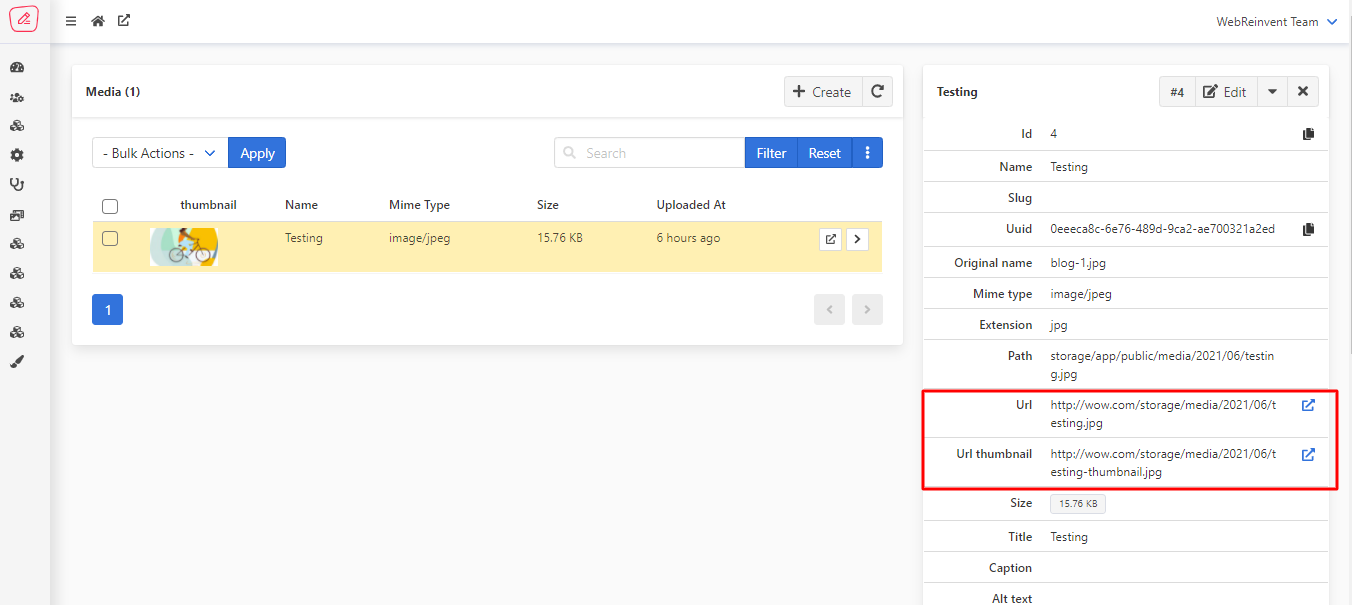 WebReinvent Team
Media (1)
Create
- Bulk Actions -
Apply
Search
Filter
Reset
thumbnail Name Mime Type Size Uploaded At
Testing image/jpeg 15.76 KB 6 hours ago
1
Testing
#4
Edit
Id 4
Name Testing
Slug
Uuid 0eeeca8c-6e76-489d-9ca2-ae700321a2ed
Original name blog-1.jpg
Mime type image/jpeg
Extension jpg
Path storage/app/public/media/2021/06/testin
g.jpg
Url http://wow.com/storage/media/2021/06/t
esting.jpg
Url thumbnail http://wow.com/storage/media/2021/06/t
esting-thumbnail.jpg
Size 15.76 KB
Title Testing
Caption
Alt text